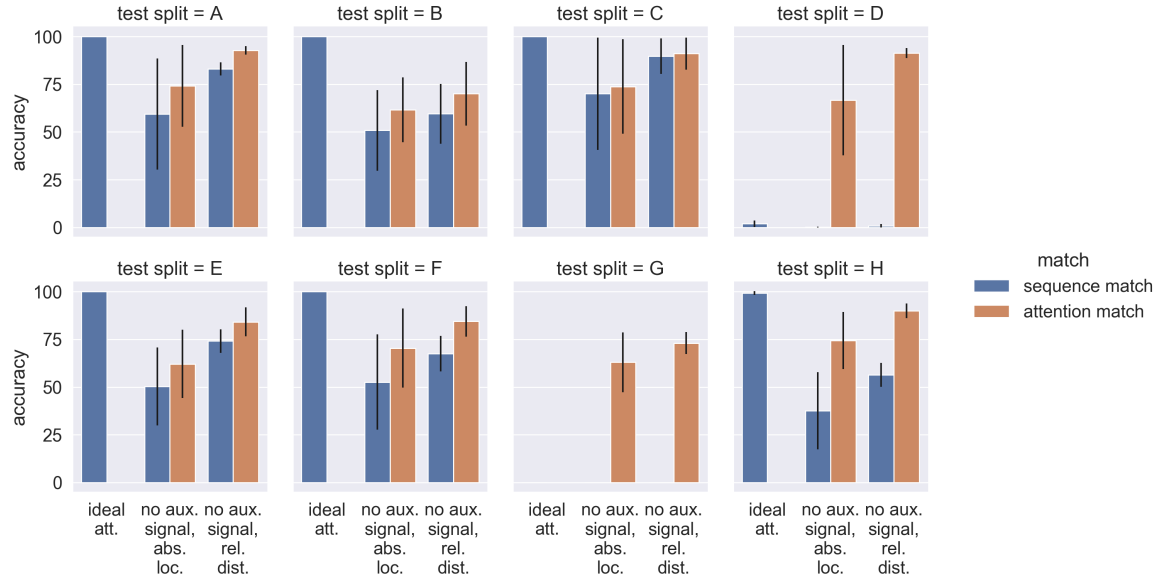 test split = A
test split = B
test split = C
test split = D
accuracy
100
75
50
25
0
test split = E
test split = F
test split = G
test split = H
accuracy
100
75
50
25
0
ideal
att.
no aux.
signal,
abs.
loc.
no aux.
signal,
rel.
dist.
ideal
att.
no aux.
signal,
abs.
loc.
no aux.
signal,
rel.
dist.
ideal
att.
no aux.
signal,
abs.
loc.
no aux.
signal,
rel.
dist.
ideal
att.
no aux.
signal,
abs.
loc.
no aux.
signal,
rel.
dist.
match
sequence match
attention match